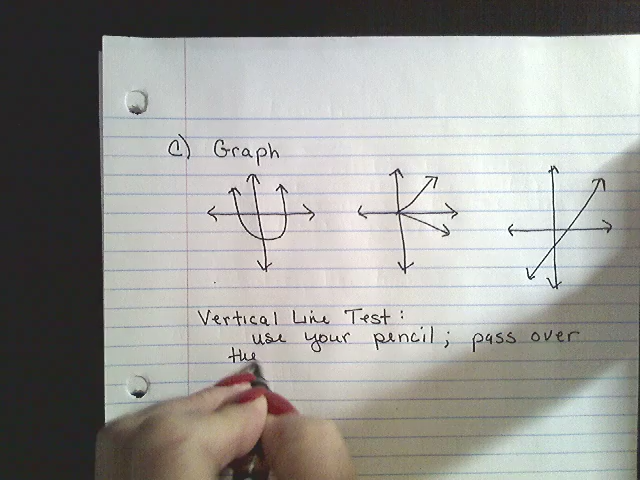 C) Graph
Vertical Line Test :
use your pencil ; pass over
the